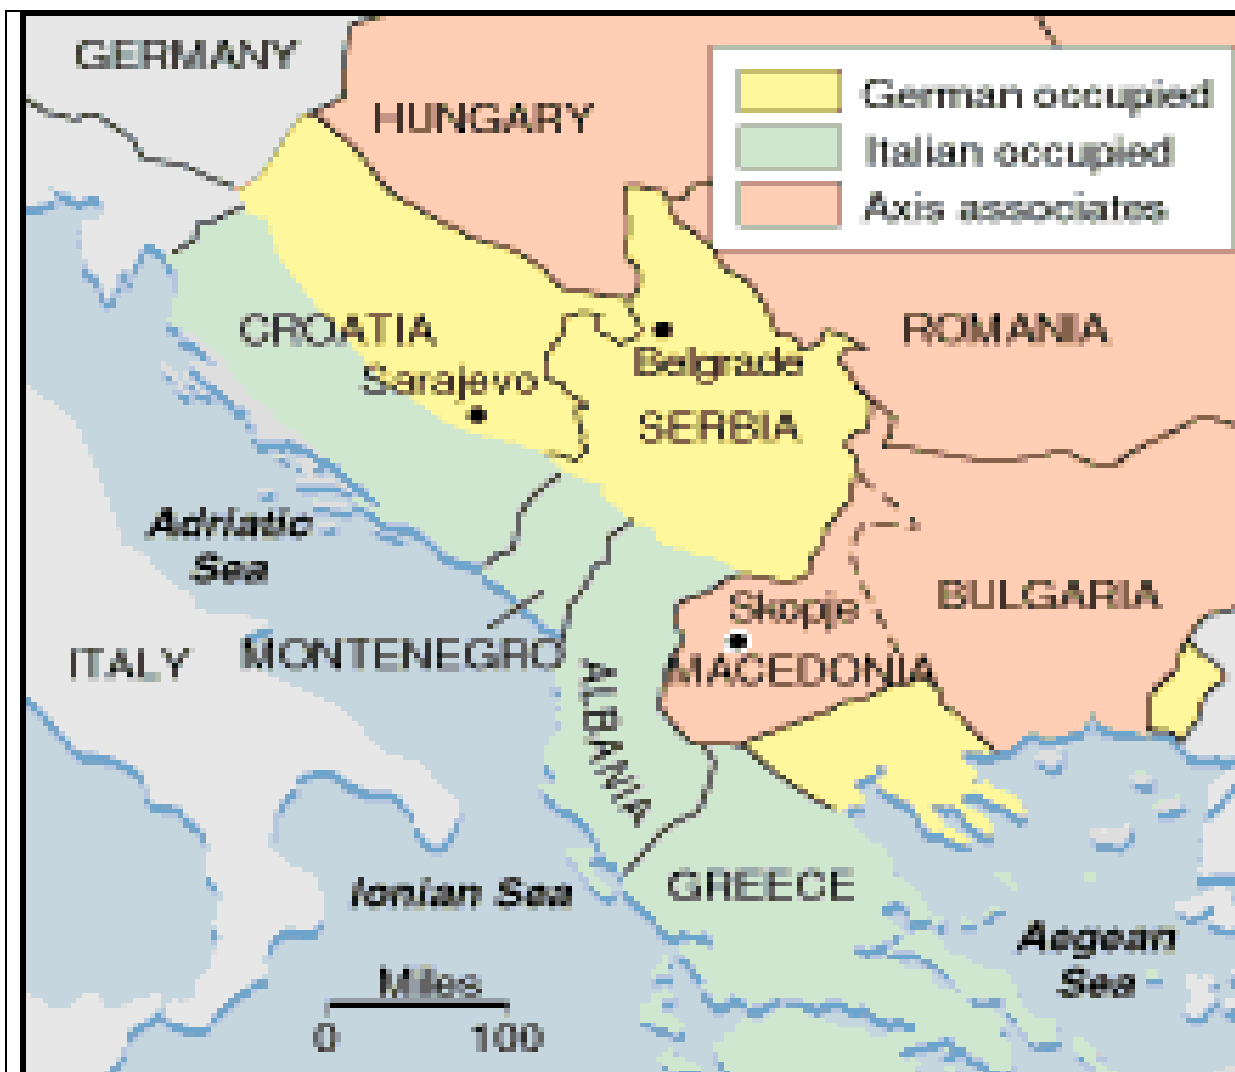 GERMANY
HUNGARY
German occupied
Italian occupied
Axis associates
CROATIA
Sarajevo
Belgrade
SERBIA
ROMANIA
Adriatic
Sea
Skopje
BULGARIA
ITALY
MONTENEGRO
MACEDONIA
ALBANIA
Ionian Sea
GREECE
Aegean
Sea
Miles
0 100